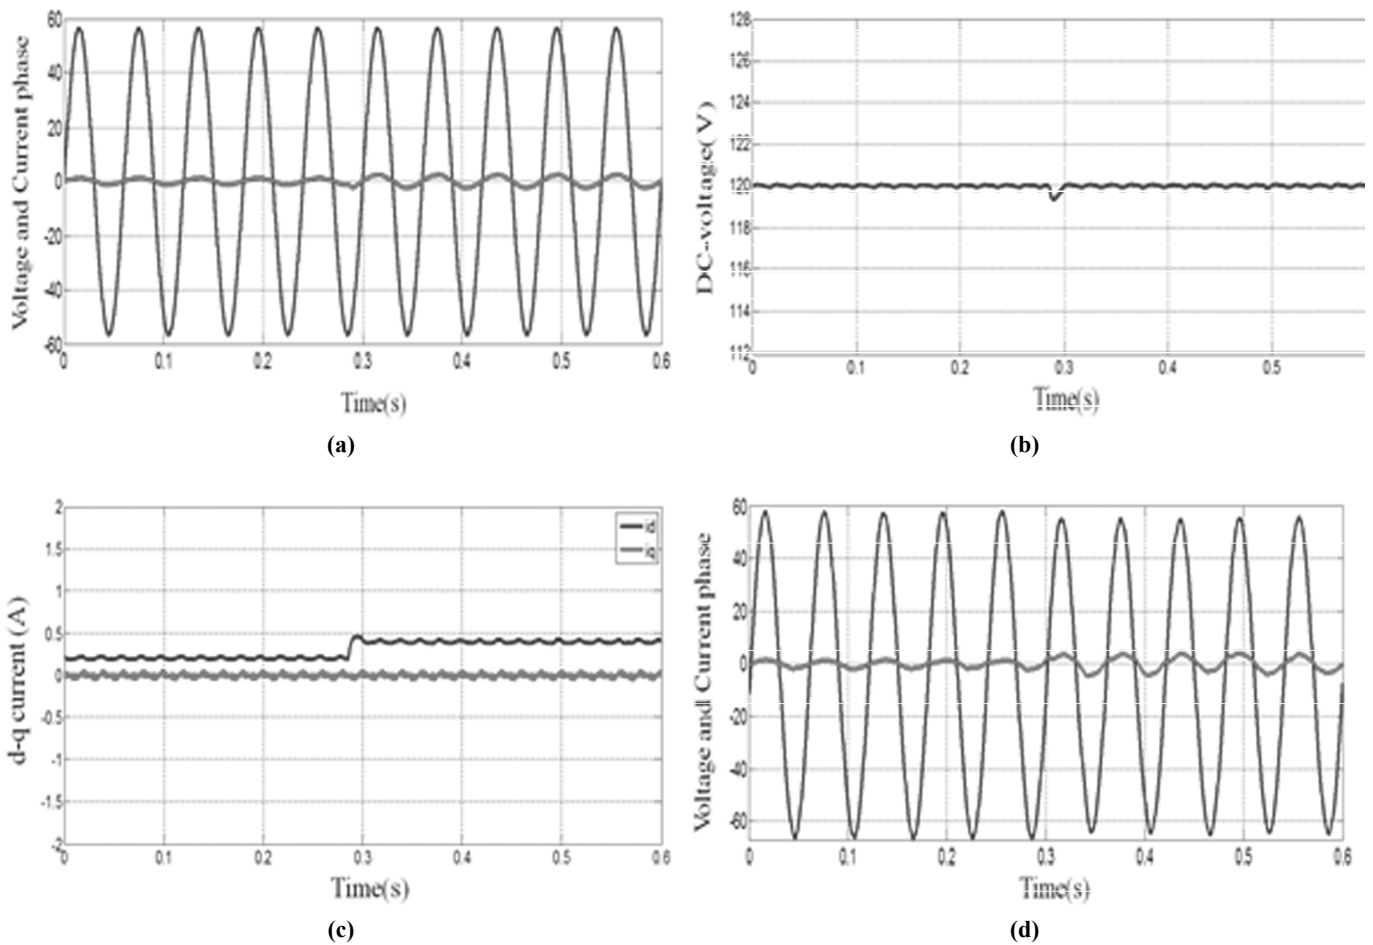 60
40
20
0
-20
-40
-60
0 0.1 0.2 0.3 0.4 0.5 0.6
Voltage and Current phase
Time(s)
(a)
128
126
124
122
120
118
116
114
112
0 0.1 0.2 0.3 0.4 0.5
DC-voltage(V)
Time(s)
(b)
2
1.5
1
0.5
0
-0.5
-1
-1.5
-2
0 0.1 0.2 0.3 0.4 0.5 0.6
id
iq
d-q current (A)
Time(s)
(c)
60
40
20
0
-20
-40
-60
0 0.1 0.2 0.3 0.4 0.5 0.6
Voltage and Current phase
Time(s)
(d)